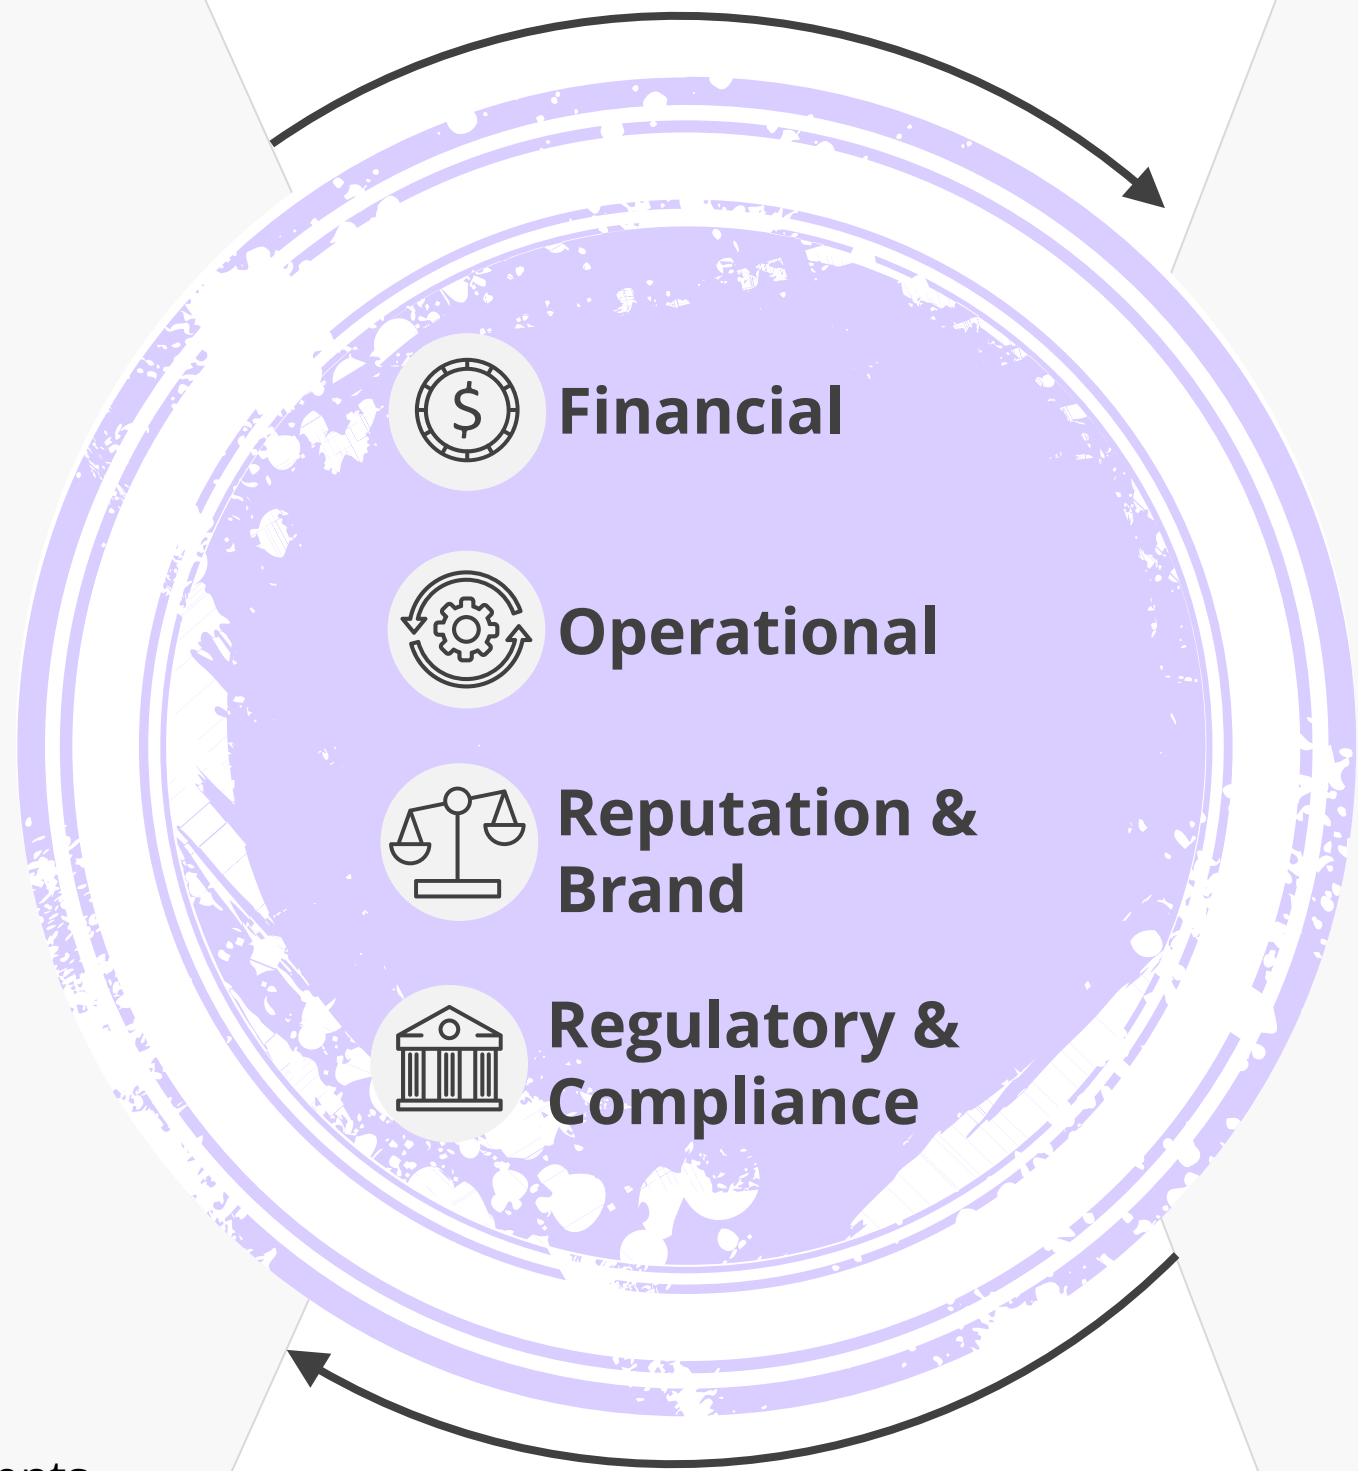 Financial
Operational
Reputation &
Brand
Regulatory &
Compliance